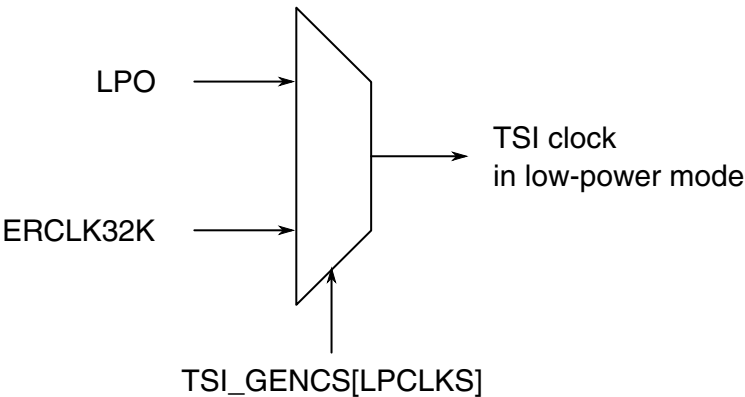 LPO
TSI clock
in low-power mode
ERCLK32K
TSI_GENCS[LPCLKS]